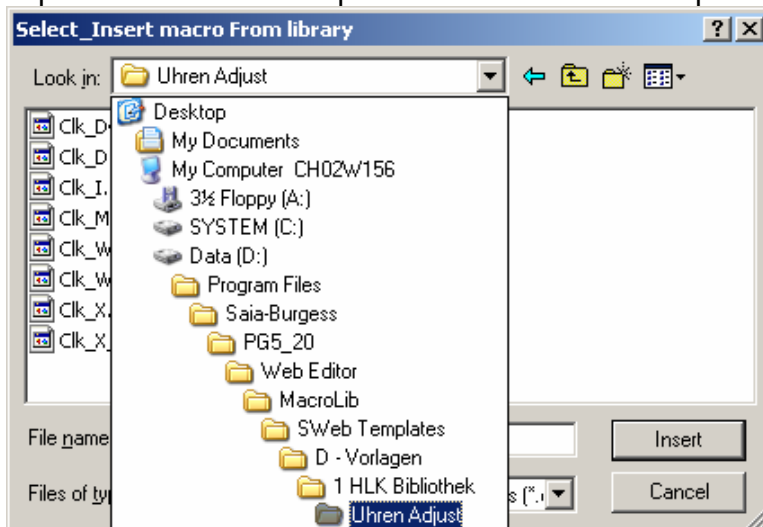 Select_Insert macro From library
Look in: Uhren Adjust
Desktop
My Documents
My Computer CH02W156
3½ Floppy (A:)
SYSTEM (C:)
Data (D:)
Program Files
Saia-Burgess
PG5_20
Web Editor
MacroLib
SWeb Templates
D - Vorlagen
1 HLK Bibliothek
Uhren Adjust
Clk_D
Clk_D
Clk_I.
Clk_M
Clk_W
Clk_W
Clk_X.
Clk_X_
File name
Insert
Files of ty
Cancel